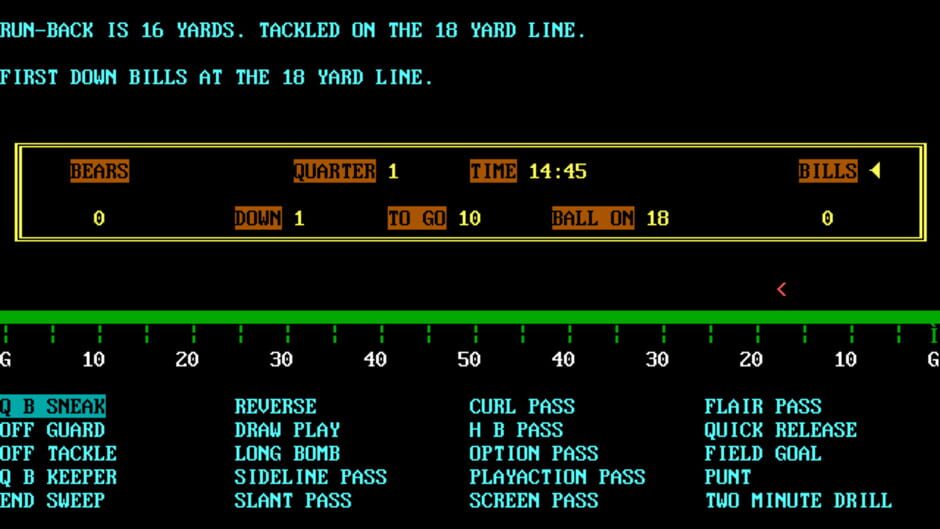 RUN-BACK IS 16 YARDS. TACKLED ON THE 18 YARD LINE.
FIRST DOWN BILLS AT THE 18 YARD LINE.
BEARS QUARTER 1 TIME 14:45 BILLS
0 DOWN 1 TO GO 10 BALL ON 18 0
<
G 10 20 30 40 50 40 30 20 10 G
Q B SNEAK REVERSE CURL PASS FLAIR PASS
OFF GUARD DRAW PLAY H B PASS QUICK RELEASE
OFF TACKLE LONG BOMB OPTION PASS FIELD GOAL
Q B KEEPER SIDELINE PASS PLAYACTION PASS PUNT
END SWEEP SLANT PASS SCREEN PASS TWO MINUTE DRILL